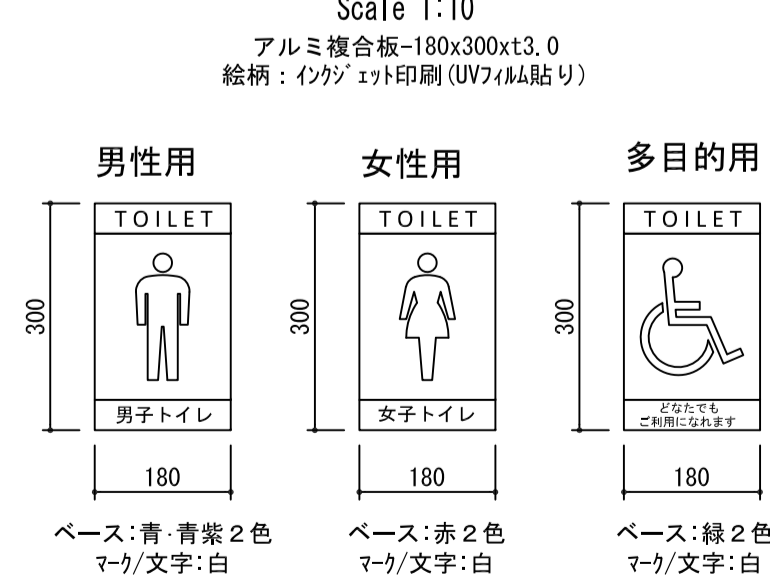 Scale 1:10
アルミ複合板-180x300xt3.0
絵柄：インクジェット印刷(UVフィルム貼り)
男性用
女性用
多目的用
TOILET
TOILET
TOILET
300
300
300
男子トイレ
女子トイレ
どなたでも
ご利用になれます
180
180
180
ベース:青・青紫２色
マーク/文字:白
ベース:赤２色
マーク/文字:白
ベース:緑２色
マーク/文字:白